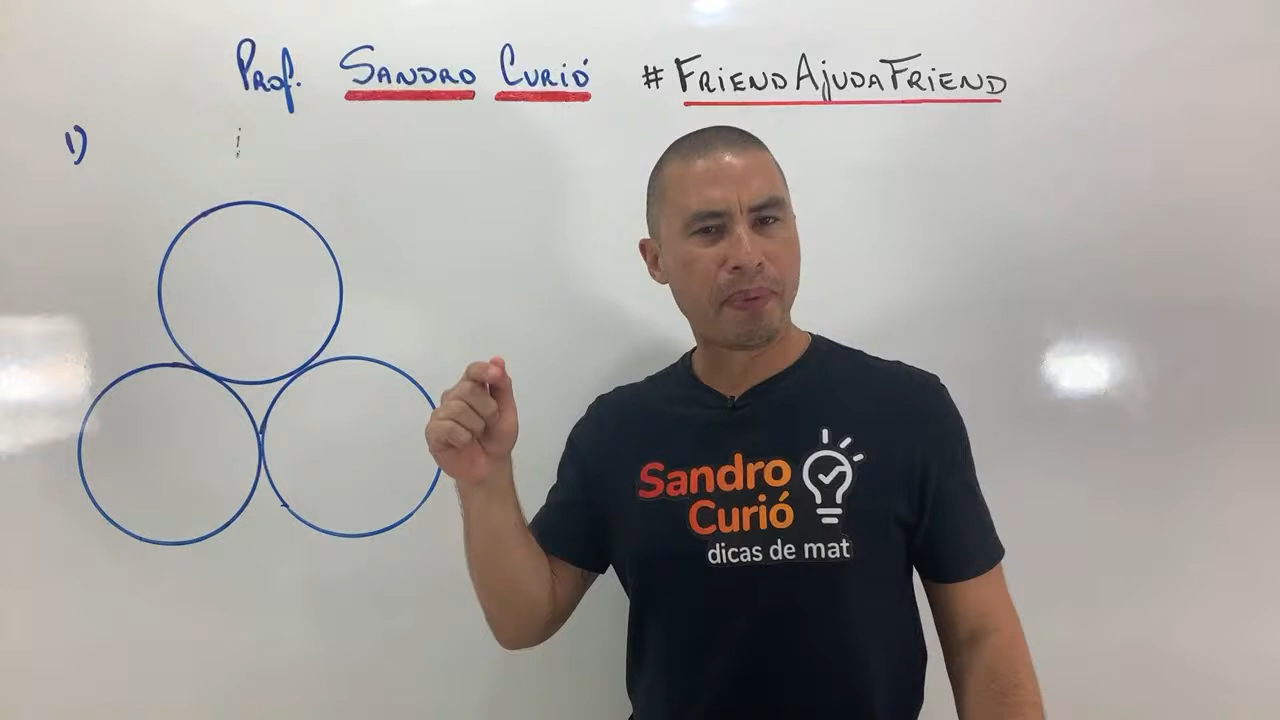 Prof. Sandro Curió #FriendAjudaFriend
1)
Sandro
Curió
dicas de mat